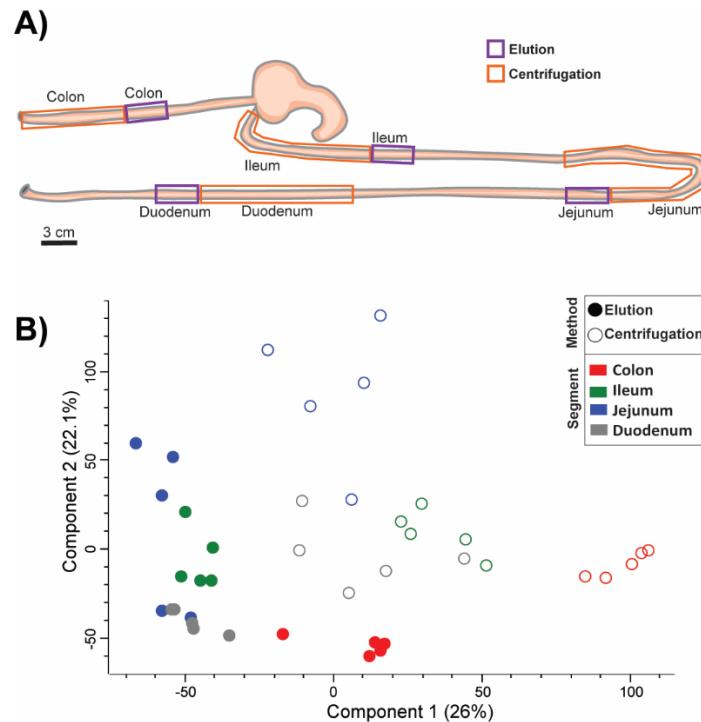 A)
Elution
Centrifugation
Colon
Colon
Ileum
Ileum
Duodenum
Duodenum
Jejunum
Jejunum
3 cm
B)
Method
Elution
Centrifugation
Segment
Colon
Ileum
Jejunum
Duodenum
Component 2 (22.1%)
100
50
0
-50
-50
0
50
100
Component 1 (26%)